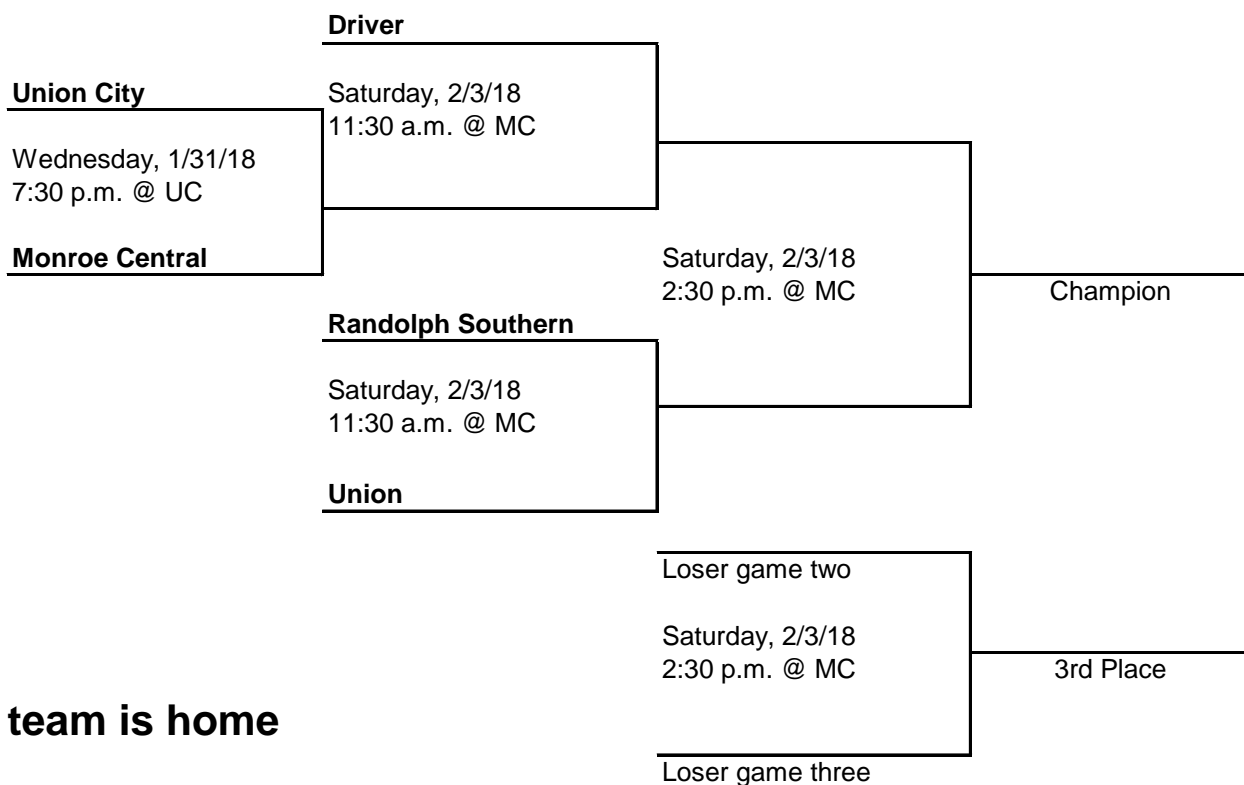 Driver
Union City
Saturday, 2/3/18
11:30 a.m. @ MC
Wednesday, 1/31/18
7:30 p.m. @ UC
Monroe Central
Saturday, 2/3/18
2:30 p.m. @ MC
Champion
Randolph Southern
Saturday, 2/3/18
11:30 a.m. @ MC
Union
Loser game two
Saturday, 2/3/18
2:30 p.m. @ MC
3rd Place
team is home
Loser game three